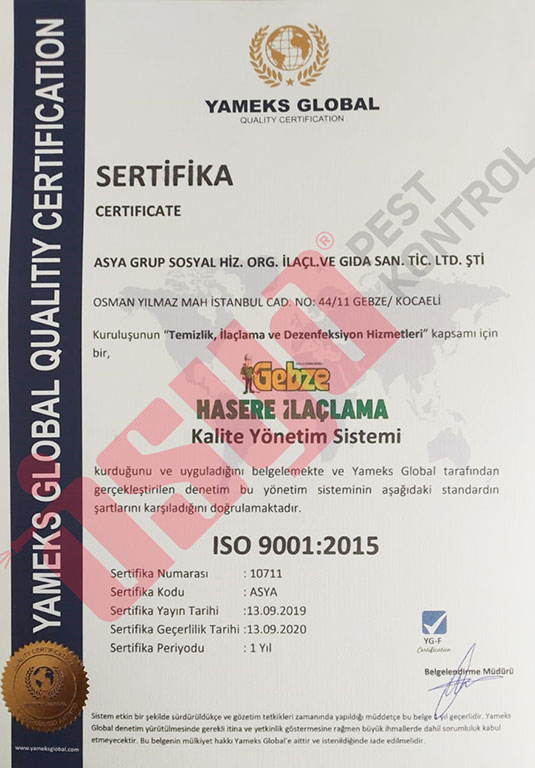 YAMEKS GLOBAL QUALITIY CERTIFICATION
YAMEKS GLOBAL
QUALITY CERTIFICATION
SERTİFİKA
CERTIFICATE
ASYA GRUP SOSYAL HİZ. ORG. İLAÇL.VE GIDA SAN. TİC. LTD. ŞTİ
OSMAN YILMAZ MAH İSTANBUL CAD. NO: 44/11 GEBZE/ KOCAELİ
Kuruluşunun "Temizlik, İlaçlama ve Dezenfeksiyon Hizmetleri" kapsamı için
bir,
Gebze
HASERE iLAÇLAMA
Kalite Yönetim Sistemi
kurduğunu ve uyguladığını belgelemekte ve Yameks Global tarafından
gerçekleştirilen denetim bu yönetim sisteminin aşağıdaki standardın
şartlarını karşıladığını doğrulamaktadır.
ISO 9001:2015
Sertifika Numarası : 10711
Sertifika Kodu : ASYA
Sertifika Yayın Tarihi :13.09.2019
Sertifika Geçerlilik Tarihi :13.09.2020
Sertifika Periyodu : 1 Yıl
YG-F
Certification
Belgelendirme Müdürü
Sistem etkin bir şekilde sürdürüldükçe ve gözetim tetkikleri zamanında yapıldığı müddetçe bu belge yıl geçerlidir. Yameks
Global denetim yürütülmesinde gerekli itina ve yetkinlik göstermesine rağmen büyük ihmallerde dahil sorumluluk kabul
etmeyecektir. Bu belgenin mülkiyet hakkı Yameks Global'e aittir ve istenildiğinde iade edilmelidir.
www.yameksglobal.com
asya ®
PEST
KONTROL